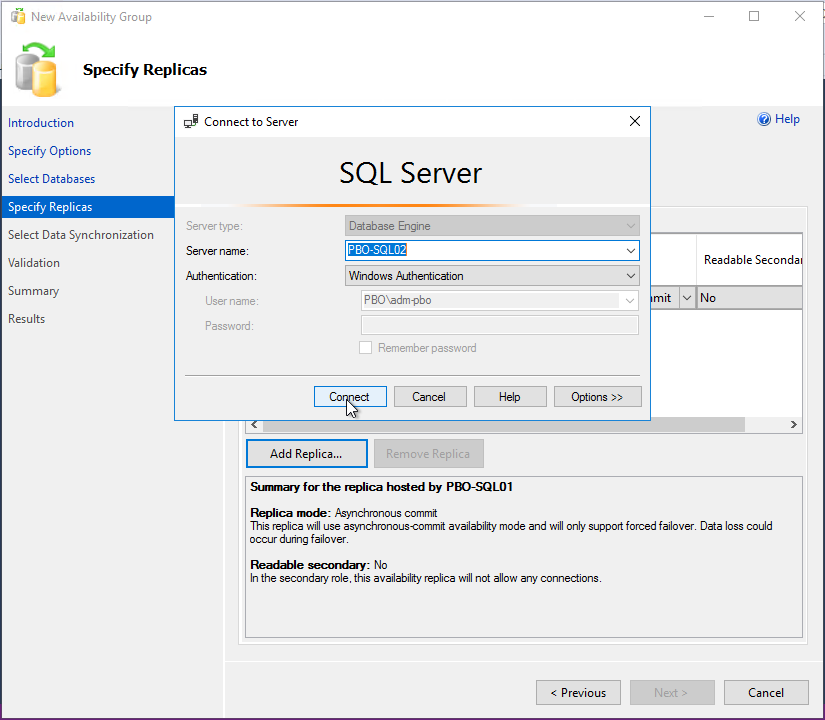 New Availability Group
Specify Replicas
Introduction
Specify Options
Select Databases
Specify Replicas
Select Data Synchronization
Validation
Summary
Results
Help
Connect to Server
SQL Server
Server type:
Database Engine
Server name:
PBO-SQL02
Authentication:
Windows Authentication
User name:
PBO\adm-pbo
Password:
Remember password
Connect
Cancel
Help
Options >>
Readable Secondar
mit
No
Add Replica...
Remove Replica
Summary for the replica hosted by PBO-SQL01
Replica mode: Asynchronous commit
This replica will use asynchronous-commit availability mode and will only support forced failover. Data loss could
occur during failover.
Readable secondary: No
In the secondary role, this availability replica will not allow any connections.
< Previous
Next >
Cancel